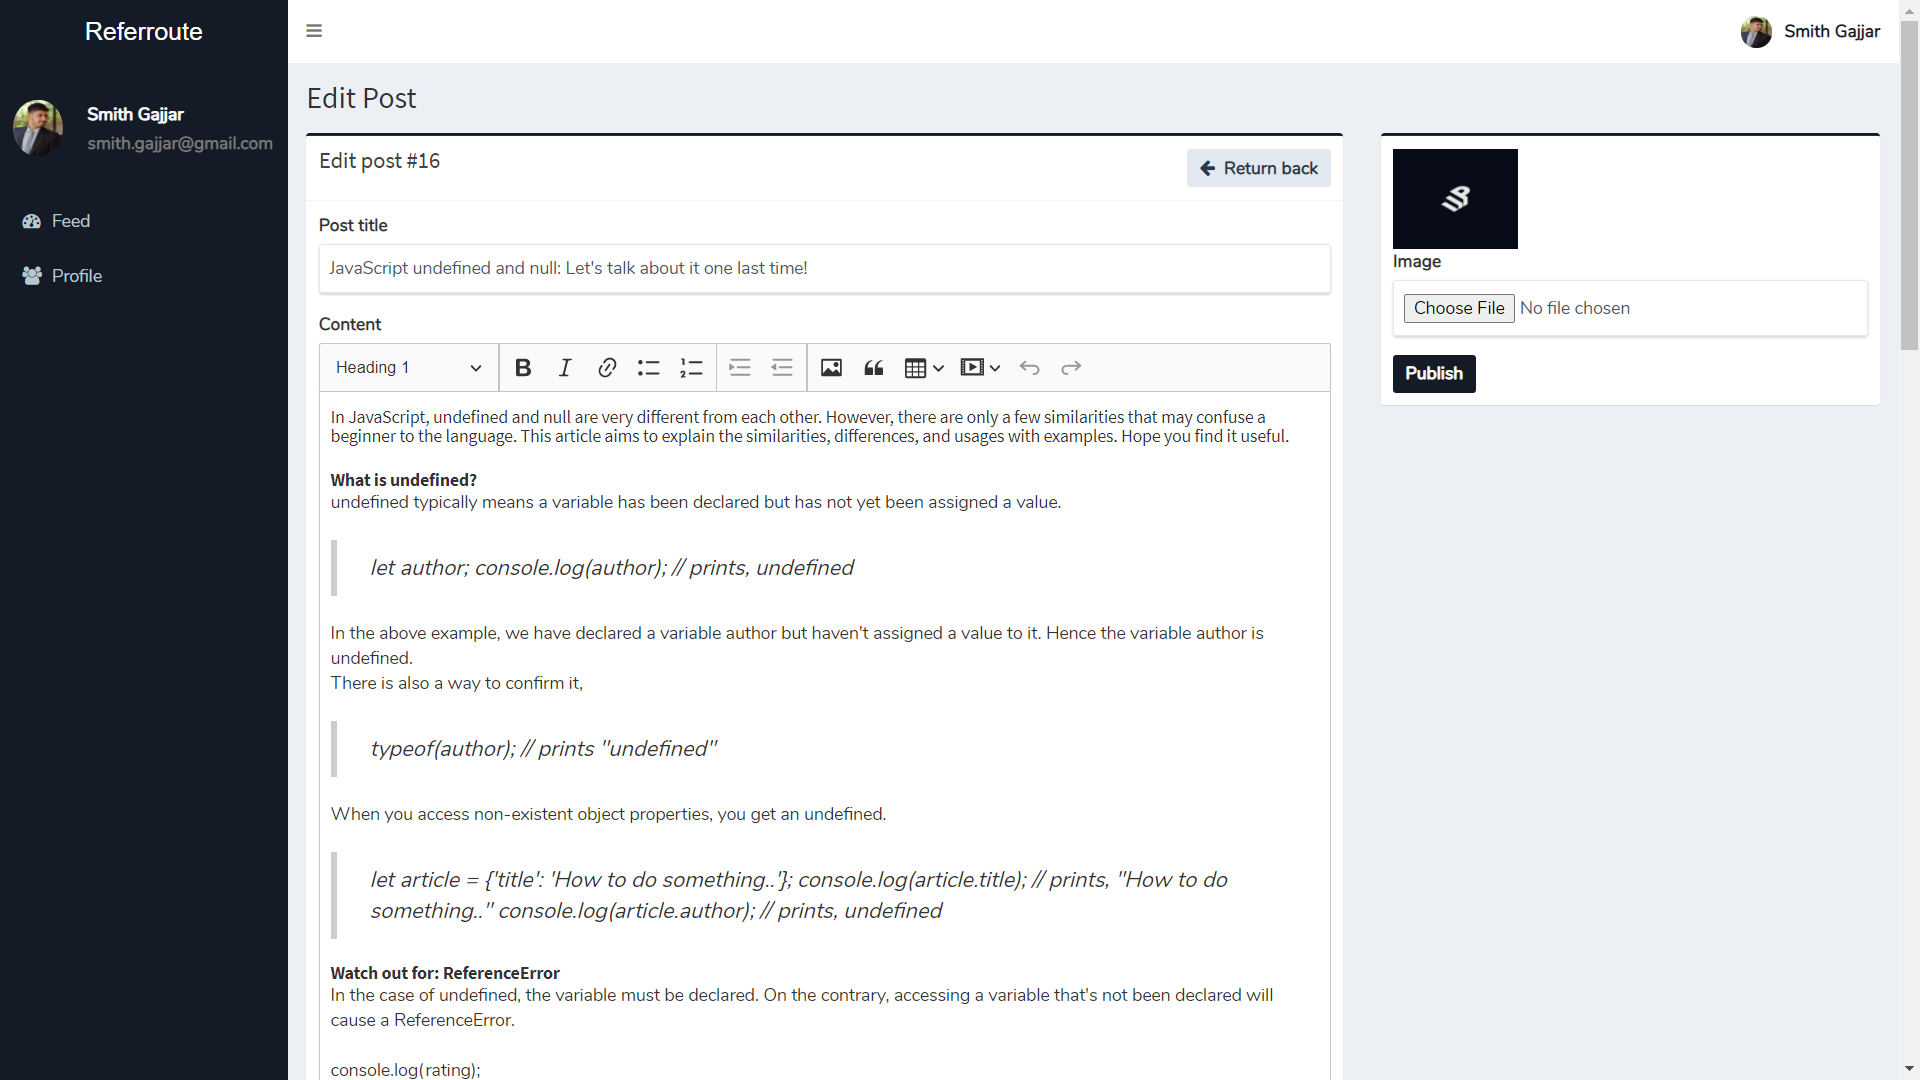 Referroute
Smith Gajjar
Smith Gajjar
smith.gajjar@gmail.com
Feed
Profile
Edit Post
Edit post #16
Return back
Post title
JavaScript undefined and null: Let's talk about it one last time!
Content
Heading 1
In JavaScript, undefined and null are very different from each other. However, there are only a few similarities that may confuse a
beginner to the language. This article aims to explain the similarities, differences, and usages with examples. Hope you find it useful.
What is undefined?
undefined typically means a variable has been declared but has not yet been assigned a value.
let author; console.log(author); // prints, undefined
In the above example, we have declared a variable author but haven't assigned a value to it. Hence the variable author is
undefined.
There is also a way to confirm it,
typeof(author); // prints "undefined"
When you access non-existent object properties, you get an undefined.
let article = {'title': 'How to do something..'}; console.log(article.title); // prints, "How to do
something.." console.log(article.author); // prints, undefined
Watch out for: ReferenceError
In the case of undefined, the variable must be declared. On the contrary, accessing a variable that's not been declared will
cause a ReferenceError.
console.log(rating);
Image
Choose File No file chosen
Publish